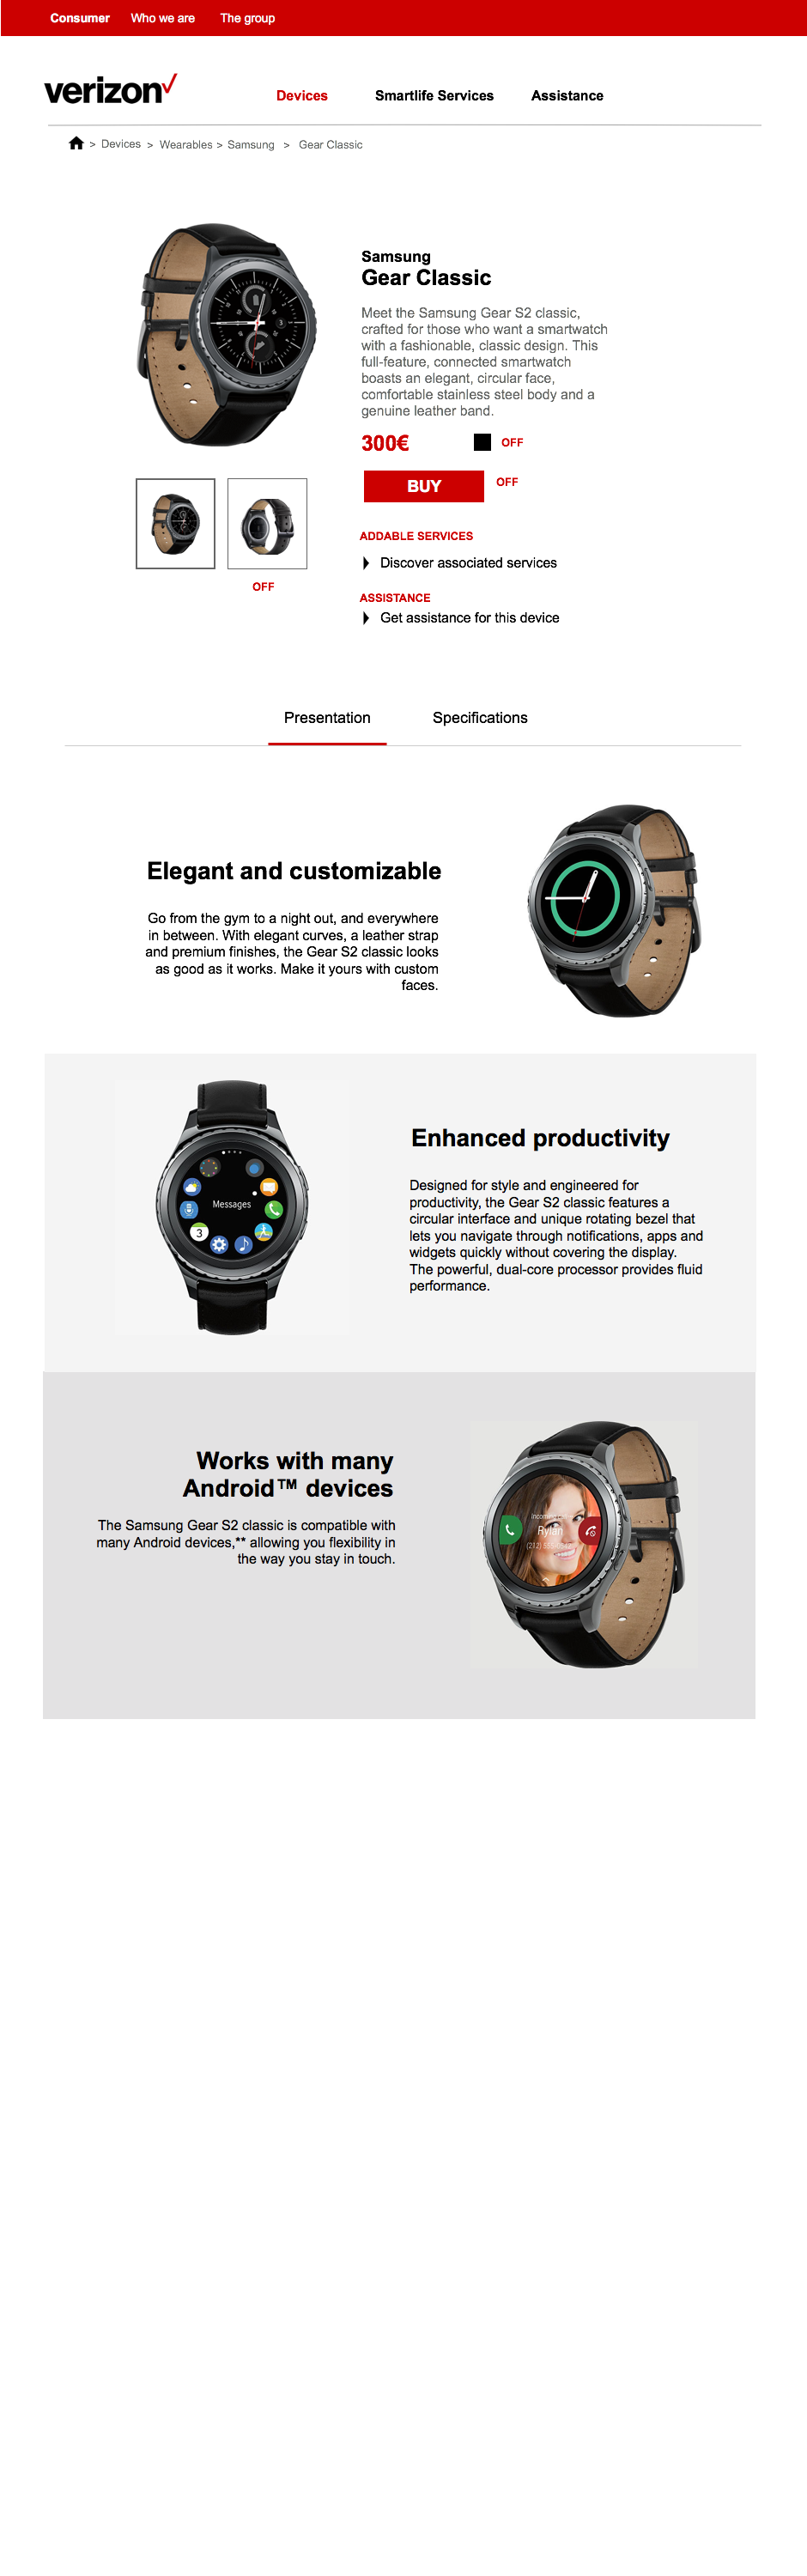 Consumer Who we are The group
verizon
Devices Smartlife Services Assistance
> Devices > Wearables > Samsung > Gear Classic
Samsung
Gear Classic
Meet the Samsung Gear S2 classic,
crafted for those who want a smartwatch
with a fashionable, classic design. This
full-feature, connected smartwatch
boasts an elegant, circular face,
comfortable stainless steel body and a
genuine leather band.
300€ OFF
BUY OFF
ADDABLE SERVICES
Discover associated services
OFF
ASSISTANCE
Get assistance for this device
Presentation Specifications
Elegant and customizable
Go from the gym to a night out, and everywhere
in between. With elegant curves, a leather strap
and premium finishes, the Gear S2 classic looks
as good as it works. Make it yours with custom
faces.
Messages
3
Enhanced productivity
Designed for style and engineered for
productivity, the Gear S2 classic features a
circular interface and unique rotating bezel that
lets you navigate through notifications, apps and
widgets quickly without covering the display.
The powerful, dual-core processor provides fluid
performance.
Works with many
Android™ devices
The Samsung Gear S2 classic is compatible with
many Android devices,** allowing you flexibility in
the way you stay in touch.
Rylan